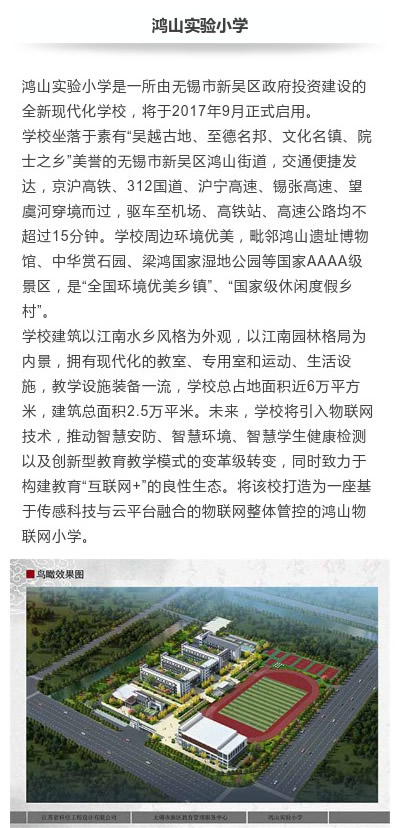 鸿山实验小学
鸿山实验小学是一所由无锡市新吴区政府投资建设的
全新现代化学校，将于2017年9月正式启用。
学校坐落于素有“吴越古地、至德名邦、文化名镇、院
士之乡”美誉的无锡市新吴区鸿山街道，交通便捷发
达，京沪高铁、312国道、沪宁高速、锡张高速、望
虞河穿境而过，驱车至机场、高铁站、高速公路均不
超过15分钟。学校周边环境优美，毗邻鸿山遗址博物
馆、中华赏石园、梁鸿国家湿地公园等国家AAAA级
景区，是“全国环境优美乡镇”、“国家级休闲度假乡
村”。
学校建筑以江南水乡风格为外观，以江南园林格局为
内景，拥有现代化的教室、专用室和运动、生活设
施，教学设施装备一流，学校总占地面积近6万平方
米，建筑总面积2.5万平米。未来，学校将引入物联网
技术，推动智慧安防、智慧环境、智慧学生健康检测
以及创新型教育教学模式的变革级转变，同时致力于
构建教育“互联网+”的良性生态。将该校打造为一座基
于传感科技与云平台融合的物联网整体管控的鸿山物
联网小学。
鸟瞰效果图
无锡市新区教育管理服务中心
鸿山实验小学